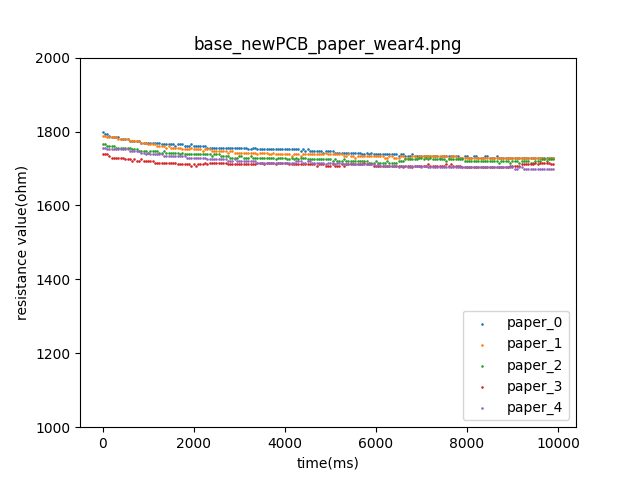 base_newPCB_paper_wear4.png
resistance value(ohm)
2000
1800
1600
1400
1200
1000
0 2000 4000 6000 8000 10000
time(ms)
paper_0
paper_1
paper_2
paper_3
paper_4